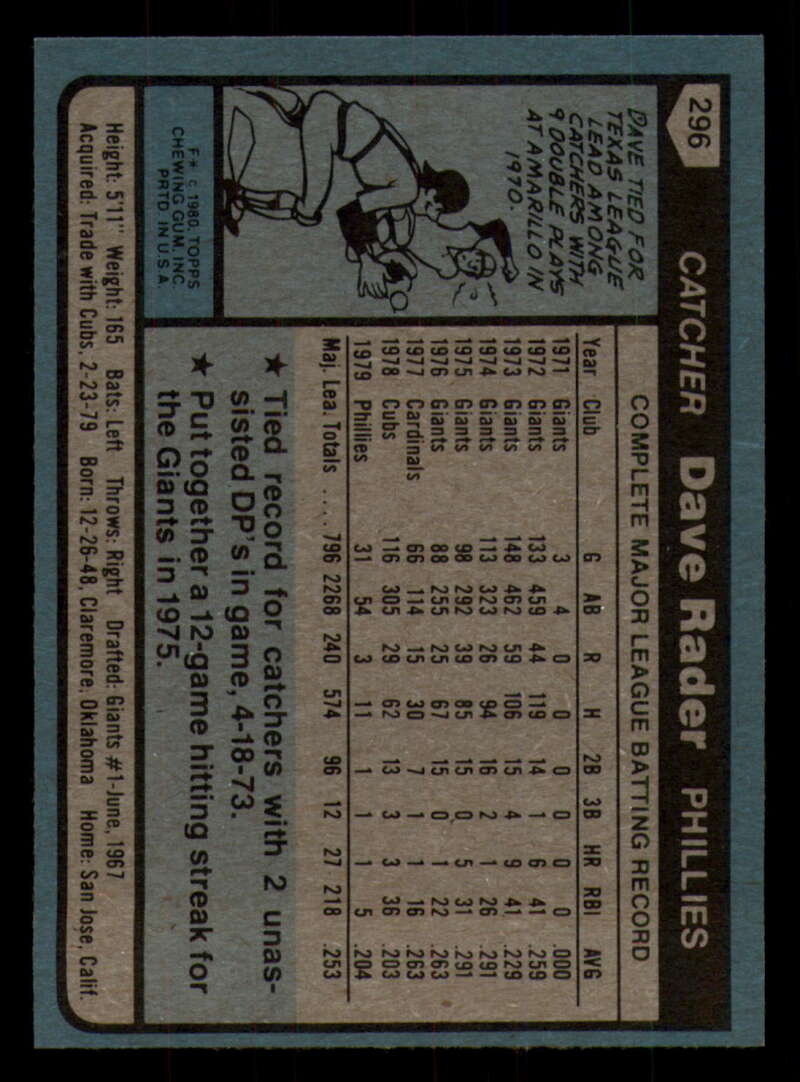 296
CATCHER Dave Rader PHILLIES
DAVE TIED FOR
TEXAS LEAGUE
LEAD AMONG
CATCHERS WITH
9 DOUBLE PLAYS
AT AMARILLO IN
1970.
F* © 1980, TOPPS
CHEWING GUM, INC.
PRTD IN U.S.A.
COMPLETE MAJOR LEAGUE BATTING RECORD
Year Club G AB R H 2B 3B HR RBI AVG
1971 Giants 3 4 0 0 0 0 0 0 .000
1972 Giants 133 459 44 119 14 1 6 41 .259
1973 Giants 148 462 59 106 15 4 9 41 .229
1974 Giants 113 323 26 94 16 2 1 26 .291
1975 Giants 98 292 39 85 15 0 5 31 .291
1976 Giants 88 255 25 67 15 0 1 22 .263
1977 Cardinals 66 114 15 30 7 1 1 16 .263
1978 Cubs 116 305 29 62 13 3 3 36 .203
1979 Phillies 31 54 3 11 1 1 1 5 .204
Maj. Lea. Totals .... 796 2268 240 574 96 12 27 218 .253
★ Tied record for catchers with 2 unas-
sisted DP's in game, 4-18-73.
★ Put together a 12-game hitting streak for
the Giants in 1975.
Height: 5'11" Weight: 165 Bats: Left Throws: Right Drafted: Giants #1-June, 1967
Acquired: Trade with Cubs, 2-23-79 Born: 12-26-48, Claremore, Oklahoma Home: San Jose, Calif.